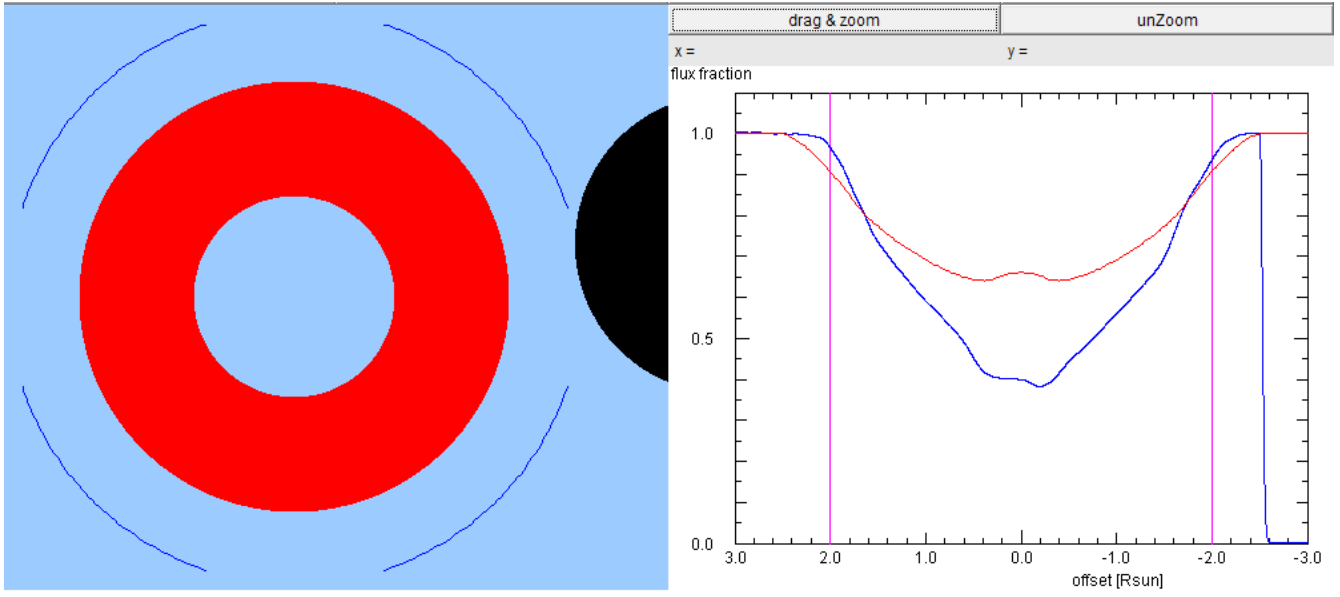 drag & zoom unZoom
x = y =
flux fraction
1.0
0.5
0.0
3.0 2.0 1.0 0.0 -1.0 -2.0 -3.0
offset [Rsun]